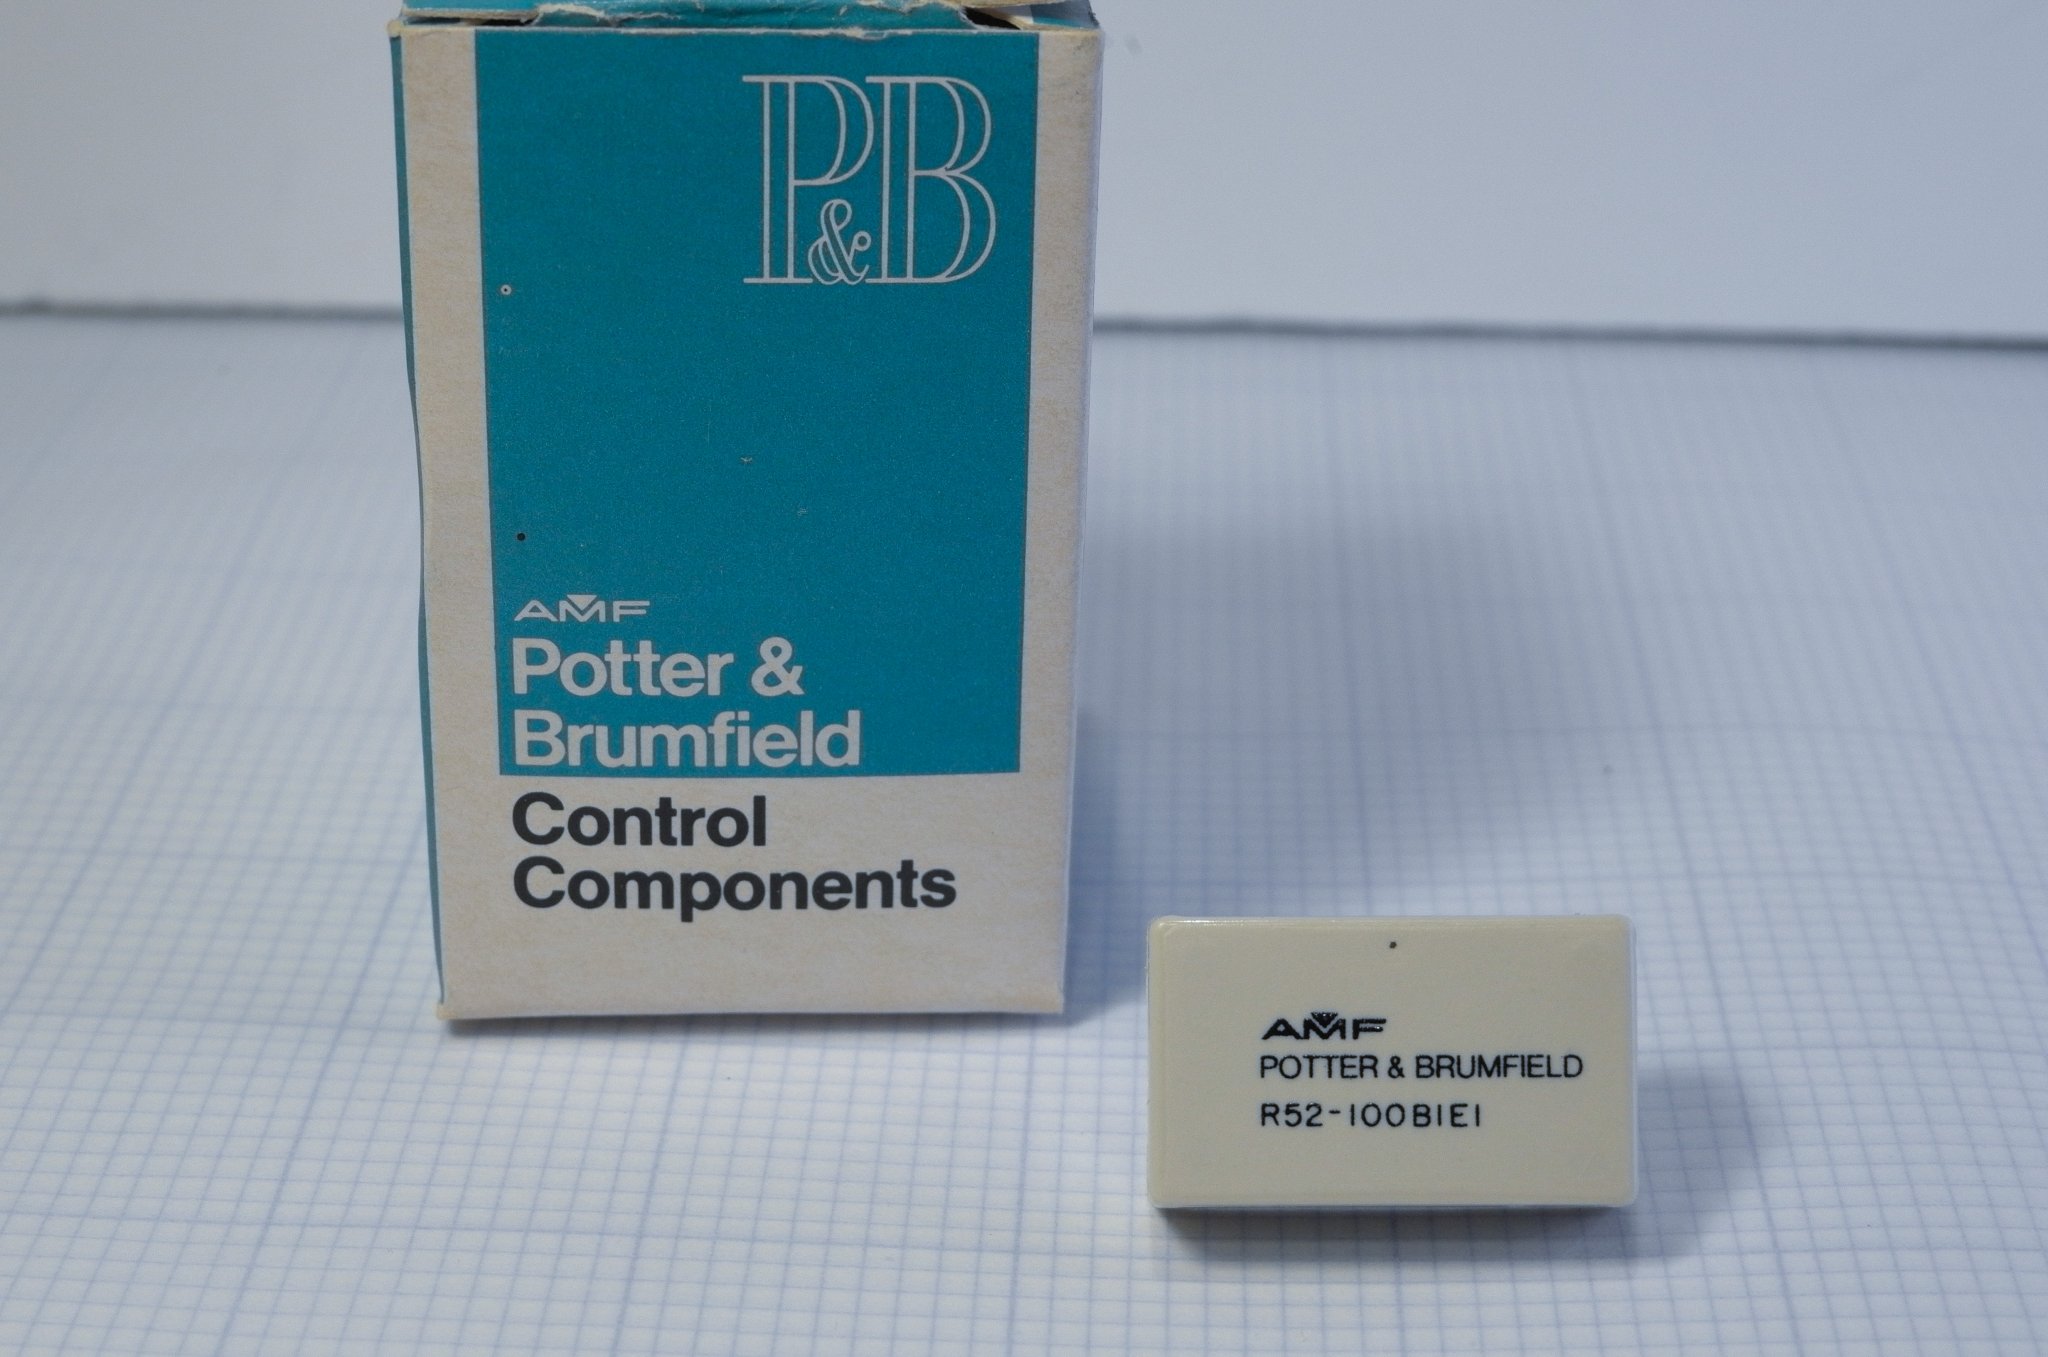 P&B
AMF
Potter &
Brumfield
Control
Components
AMF
POTTER & BRUMFIELD
R52-100B1E1